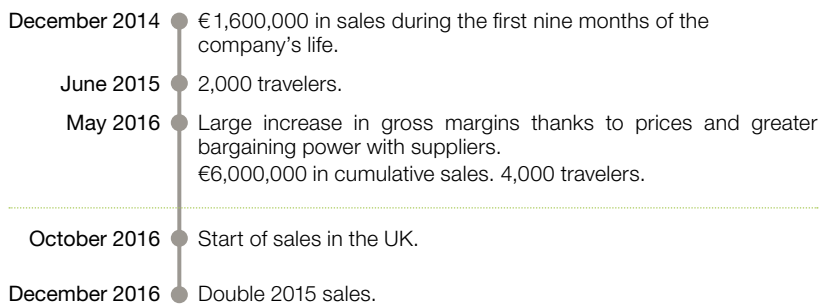 December 2014 €1,600,000 in sales during the first nine months of the
company’s life.
June 2015 2,000 travelers.
May 2016 Large increase in gross margins thanks to prices and greater
bargaining power with suppliers.
€6,000,000 in cumulative sales. 4,000 travelers.
October 2016 Start of sales in the UK.
December 2016 Double 2015 sales.